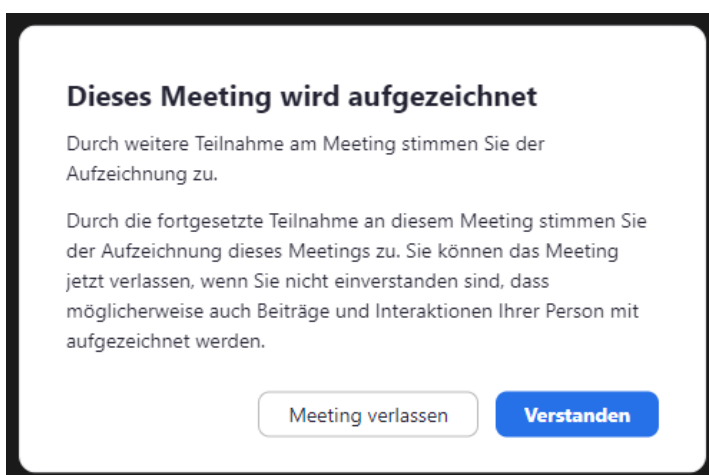 Dieses Meeting wird aufgezeichnet
Durch weitere Teilnahme am Meeting stimmen Sie der
Aufzeichnung zu.
Durch die fortgesetzte Teilnahme an diesem Meeting stimmen Sie
der Aufzeichnung dieses Meetings zu. Sie können das Meeting
jetzt verlassen, wenn Sie nicht einverstanden sind, dass
möglicherweise auch Beiträge und Interaktionen Ihrer Person mit
aufgezeichnet werden.
Meeting verlassen
Verstanden